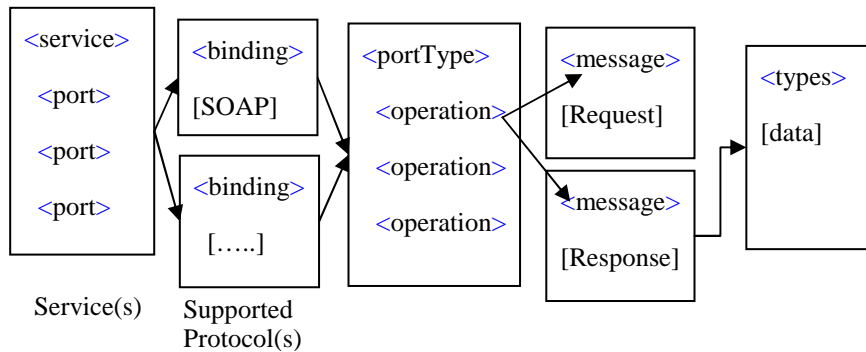 <service>
<port>
<port>
<port>
Service(s)
<binding>
[SOAP]
<binding>
[…..]
Supported
Protocol(s)
<portType>
<operation>
<operation>
<operation>
<message>
[Request]
<message>
[Response]
<types>
[data]